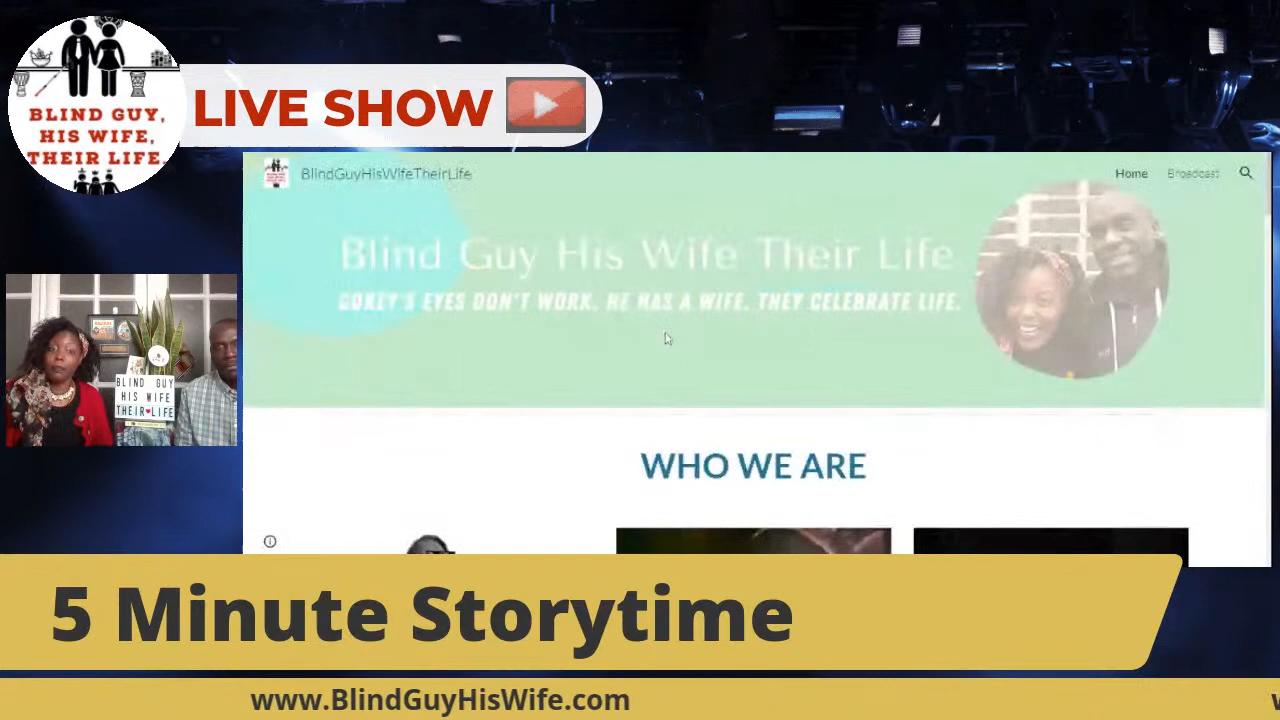 BLIND GUY,
HIS WIFE,
THEIR LIFE.
LIVE SHOW
BlindGuyHisWifeTheirLife
Home
Broadcast
Blind Guy His Wife Their Life
GOKEY'S EYES DON'T WORK. HE HAS A WIFE. THEY CELEBRATE LIFE.
BLIND GUY
HIS WIFE
THEIR♥LIFE
WHO WE ARE
5 Minute Storytime
www.BlindGuyHisWife.com